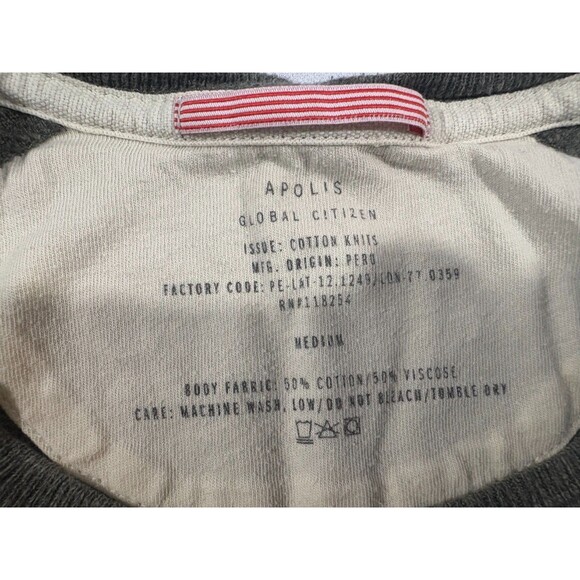 APOLIS
GLOBAL CITIZEN
ISSUE: COTTON KNITS
MFG. ORIGIN: PERU
FACTORY CODE: PE-LAT-12.1249/LON-77.0359
RN#118254
MEDIUM
BODY FABRIC: 50% COTTON/50% VISCOSE
CARE: MACHINE WASH, LOW/DO NOT BLEACH/TUMBLE DRY